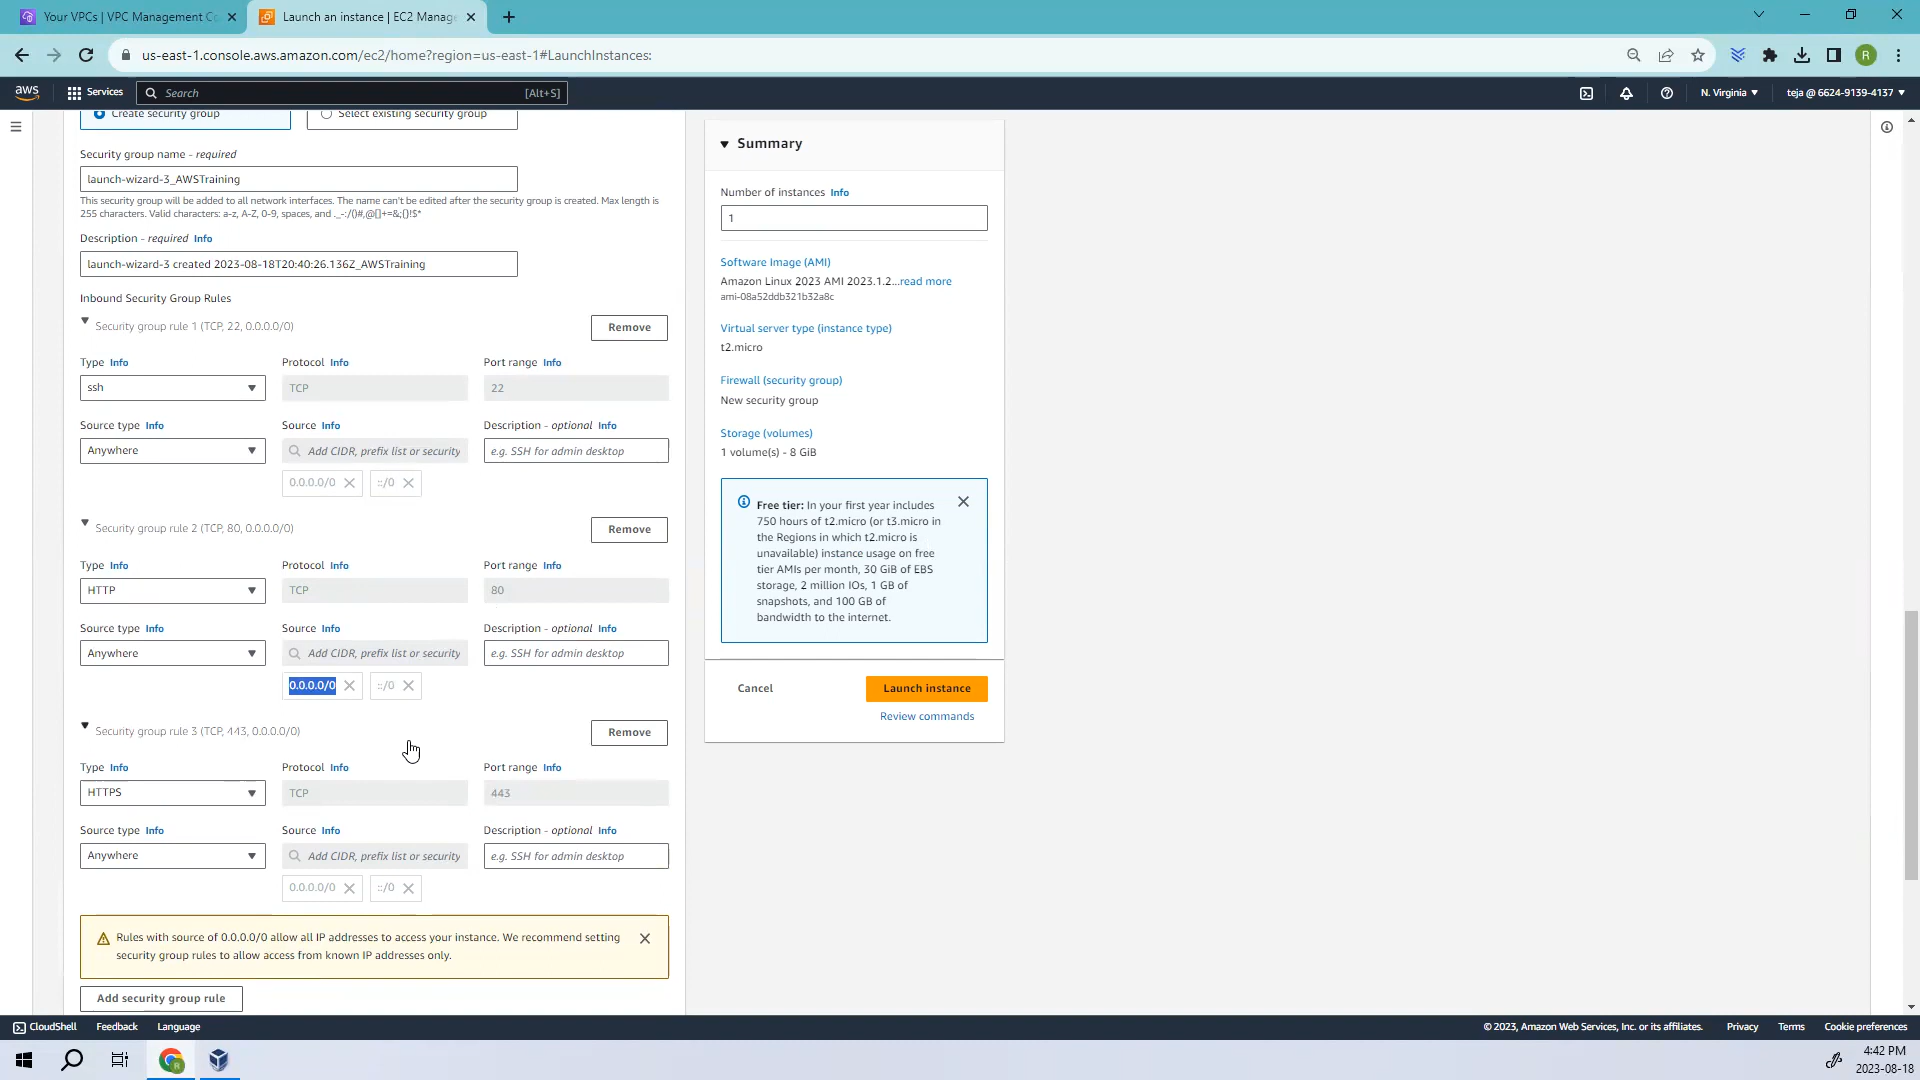 Your VPCs | VPC Management Co
Launch an instance | EC2 Manage
us-east-1.console.aws.amazon.com/ec2/home?region=us-east-1#LaunchInstances:
R
aws
Services
Search
[Alt+S]
N. Virginia
teja @ 6624-9139-4137
Create security group
Select existing security group
Security group name - required
launch-wizard-3_AWSTraining
This security group will be added to all network interfaces. The name can't be edited after the security group is created. Max length is
255 characters. Valid characters: a-z, A-Z, 0-9, spaces, and ._-:/()#,@[]+=&;{}!$*
Description - required Info
launch-wizard-3 created 2023-08-18T20:40:26.136Z_AWSTraining
Inbound Security Group Rules
Security group rule 1 (TCP, 22, 0.0.0.0/0)
Remove
Type Info
Protocol Info
Port range Info
ssh
TCP
22
Source type Info
Source Info
Description - optional Info
Anywhere
Add CIDR, prefix list or security
e.g. SSH for admin desktop
0.0.0.0/0
::/0
Security group rule 2 (TCP, 80, 0.0.0.0/0)
Remove
Type Info
Protocol Info
Port range Info
HTTP
TCP
80
Source type Info
Source Info
Description - optional Info
Anywhere
Add CIDR, prefix list or security
e.g. SSH for admin desktop
0.0.0.0/0
::/0
Security group rule 3 (TCP, 443, 0.0.0.0/0)
Remove
Type Info
Protocol Info
Port range Info
HTTPS
TCP
443
Source type Info
Source Info
Description - optional Info
Anywhere
Add CIDR, prefix list or security
e.g. SSH for admin desktop
0.0.0.0/0
::/0
Rules with source of 0.0.0.0/0 allow all IP addresses to access your instance. We recommend setting
security group rules to allow access from known IP addresses only.
Add security group rule
Summary
Number of instances Info
1
Software Image (AMI)
Amazon Linux 2023 AMI 2023.1.2...read more
ami-08a52ddb321b32a8c
Virtual server type (instance type)
t2.micro
Firewall (security group)
New security group
Storage (volumes)
1 volume(s) - 8 GiB
Free tier: In your first year includes
750 hours of t2.micro (or t3.micro in
the Regions in which t2.micro is
unavailable) instance usage on free
tier AMIs per month, 30 GiB of EBS
storage, 2 million IOs, 1 GB of
snapshots, and 100 GB of
bandwidth to the internet.
Cancel
Launch instance
Review commands
CloudShell
Feedback
Language
© 2023, Amazon Web Services, Inc. or its affiliates.
Privacy
Terms
Cookie preferences
4:42 PM
2023-08-18